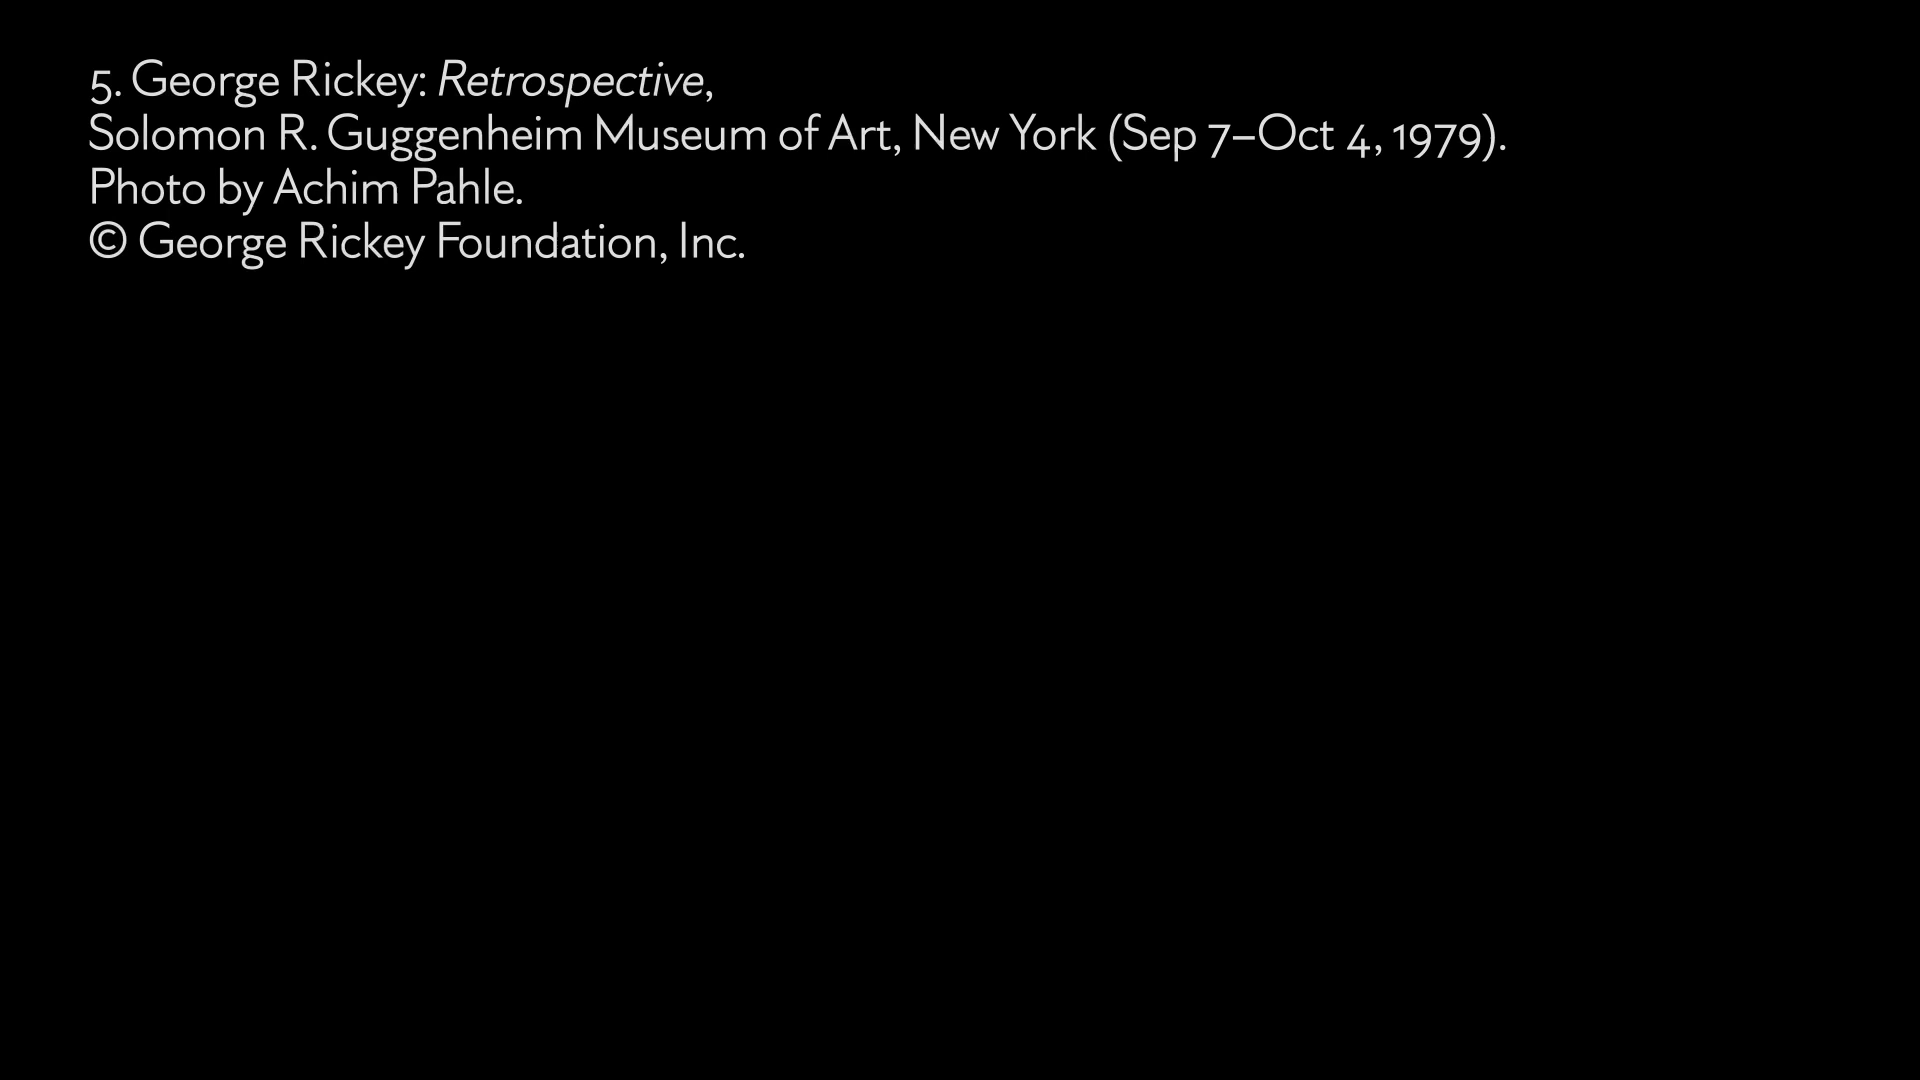 5. George Rickey: Retrospective,
Solomon R. Guggenheim Museum of Art, New York (Sep 7–Oct 4, 1979).
Photo by Achim Pahle.
© George Rickey Foundation, Inc.